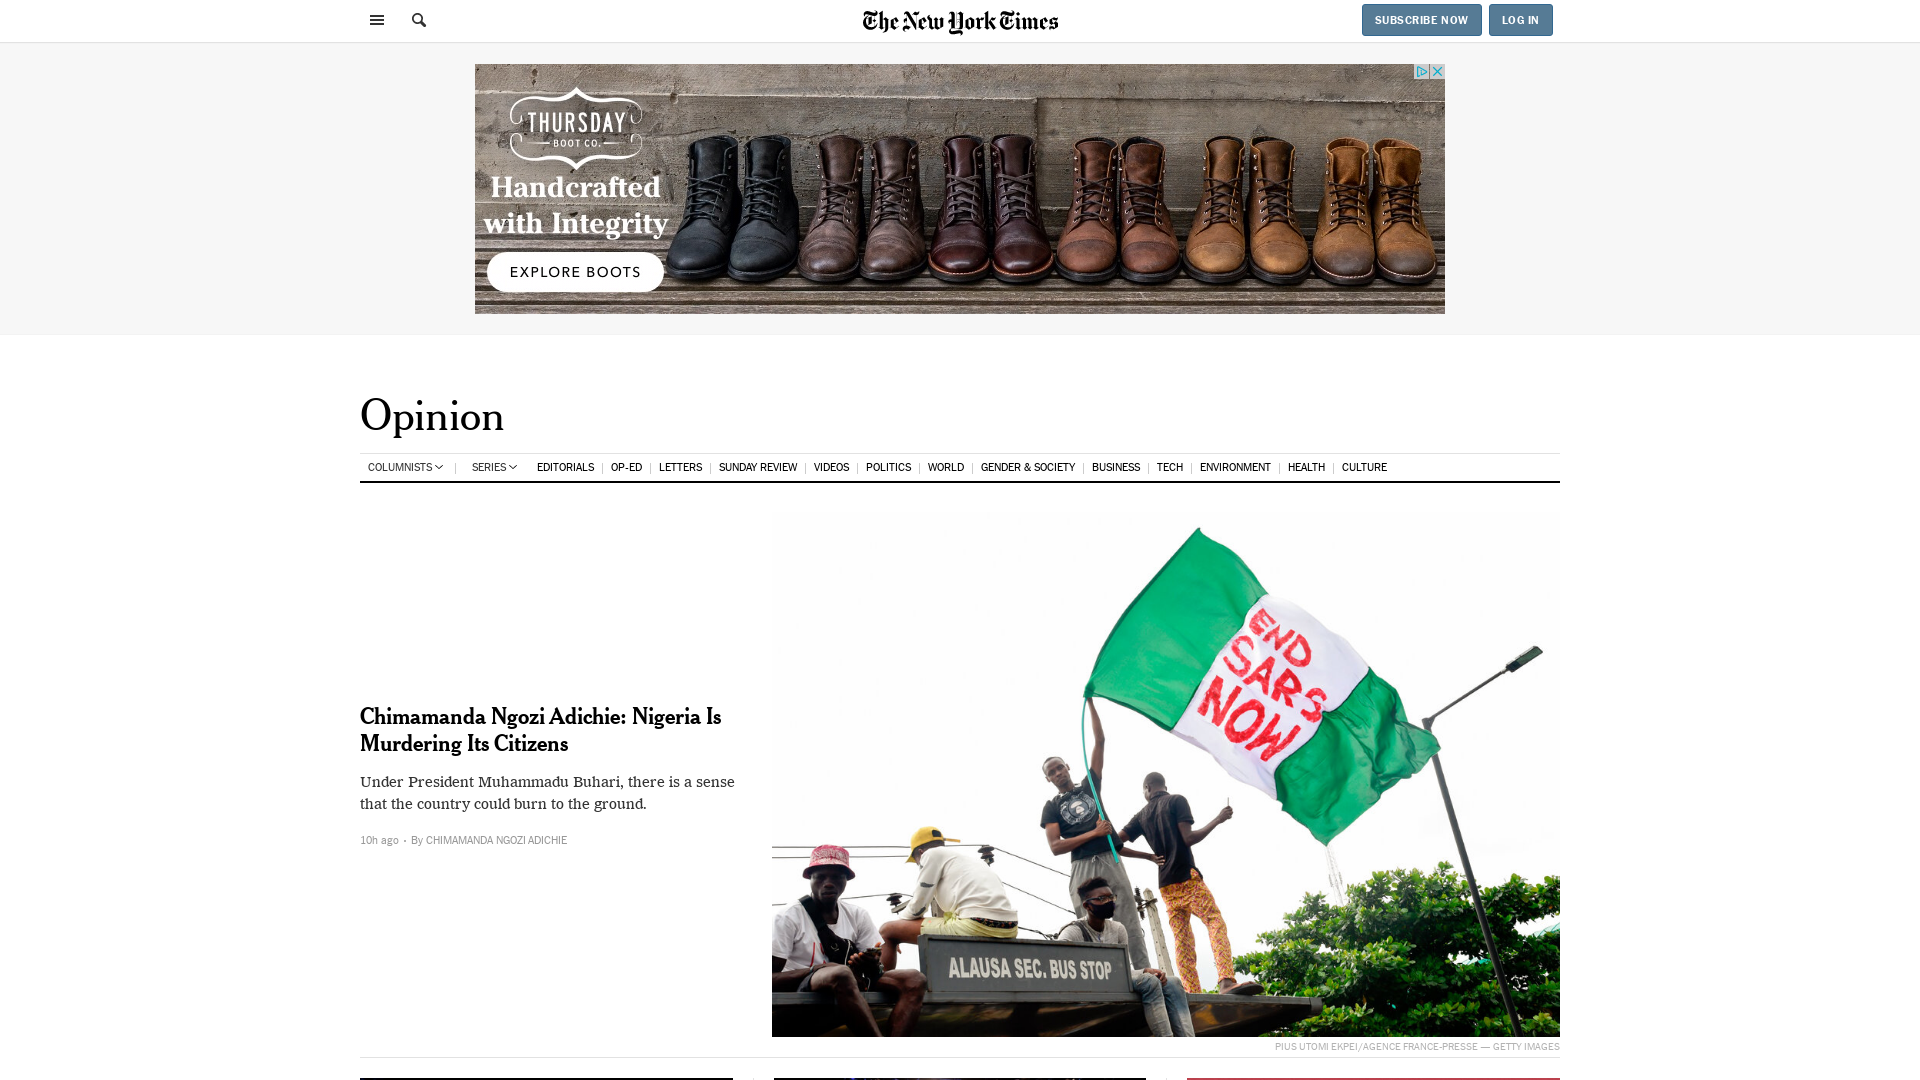 The New York Times
SUBSCRIBE NOW
LOG IN
THURSDAY
BOOT CO.
Handcrafted
with Integrity
EXPLORE BOOTS
Opinion
COLUMNISTS SERIES EDITORIALS OP-ED LETTERS SUNDAY REVIEW VIDEOS POLITICS WORLD GENDER & SOCIETY BUSINESS TECH ENVIRONMENT HEALTH CULTURE
Chimamanda Ngozi Adichie: Nigeria Is
Murdering Its Citizens
Under President Muhammadu Buhari, there is a sense
that the country could burn to the ground.
10h ago · By CHIMAMANDA NGOZI ADICHIE
END
SARS
NOW
ALAUSA SEC. BUS STOP
PIUS UTOMI EKPEI/AGENCE FRANCE-PRESSE — GETTY IMAGES